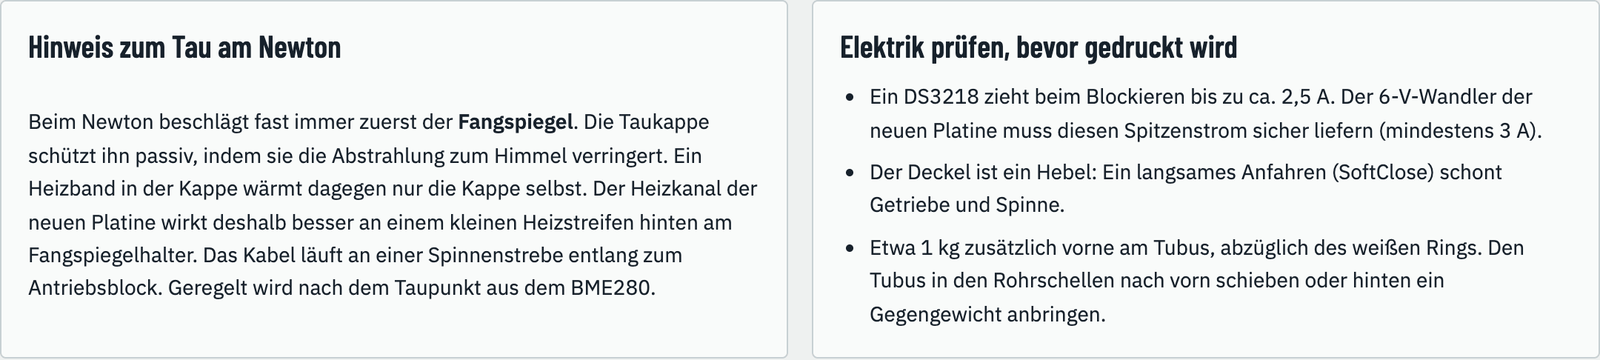 Hinweis zum Tau am Newton
Beim Newton beschlägt fast immer zuerst der Fangspiegel. Die Taukappe
schützt ihn passiv, indem sie die Abstrahlung zum Himmel verringert. Ein
Heizband in der Kappe wärmt dagegen nur die Kappe selbst. Der Heizkanal der
neuen Platine wirkt deshalb besser an einem kleinen Heizstreifen hinten am
Fangspiegelhalter. Das Kabel läuft an einer Spinnenstrebe entlang zum
Antriebsblock. Geregelt wird nach dem Taupunkt aus dem BME280.
Elektrik prüfen, bevor gedruckt wird
• Ein DS3218 zieht beim Blockieren bis zu ca. 2,5 A. Der 6-V-Wandler der
neuen Platine muss diesen Spitzenstrom sicher liefern (mindestens 3 A).
• Der Deckel ist ein Hebel: Ein langsames Anfahren (SoftClose) schont
Getriebe und Spinne.
• Etwa 1 kg zusätzlich vorne am Tubus, abzüglich des weißen Rings. Den
Tubus in den Rohrschellen nach vorn schieben oder hinten ein
Gegengewicht anbringen.